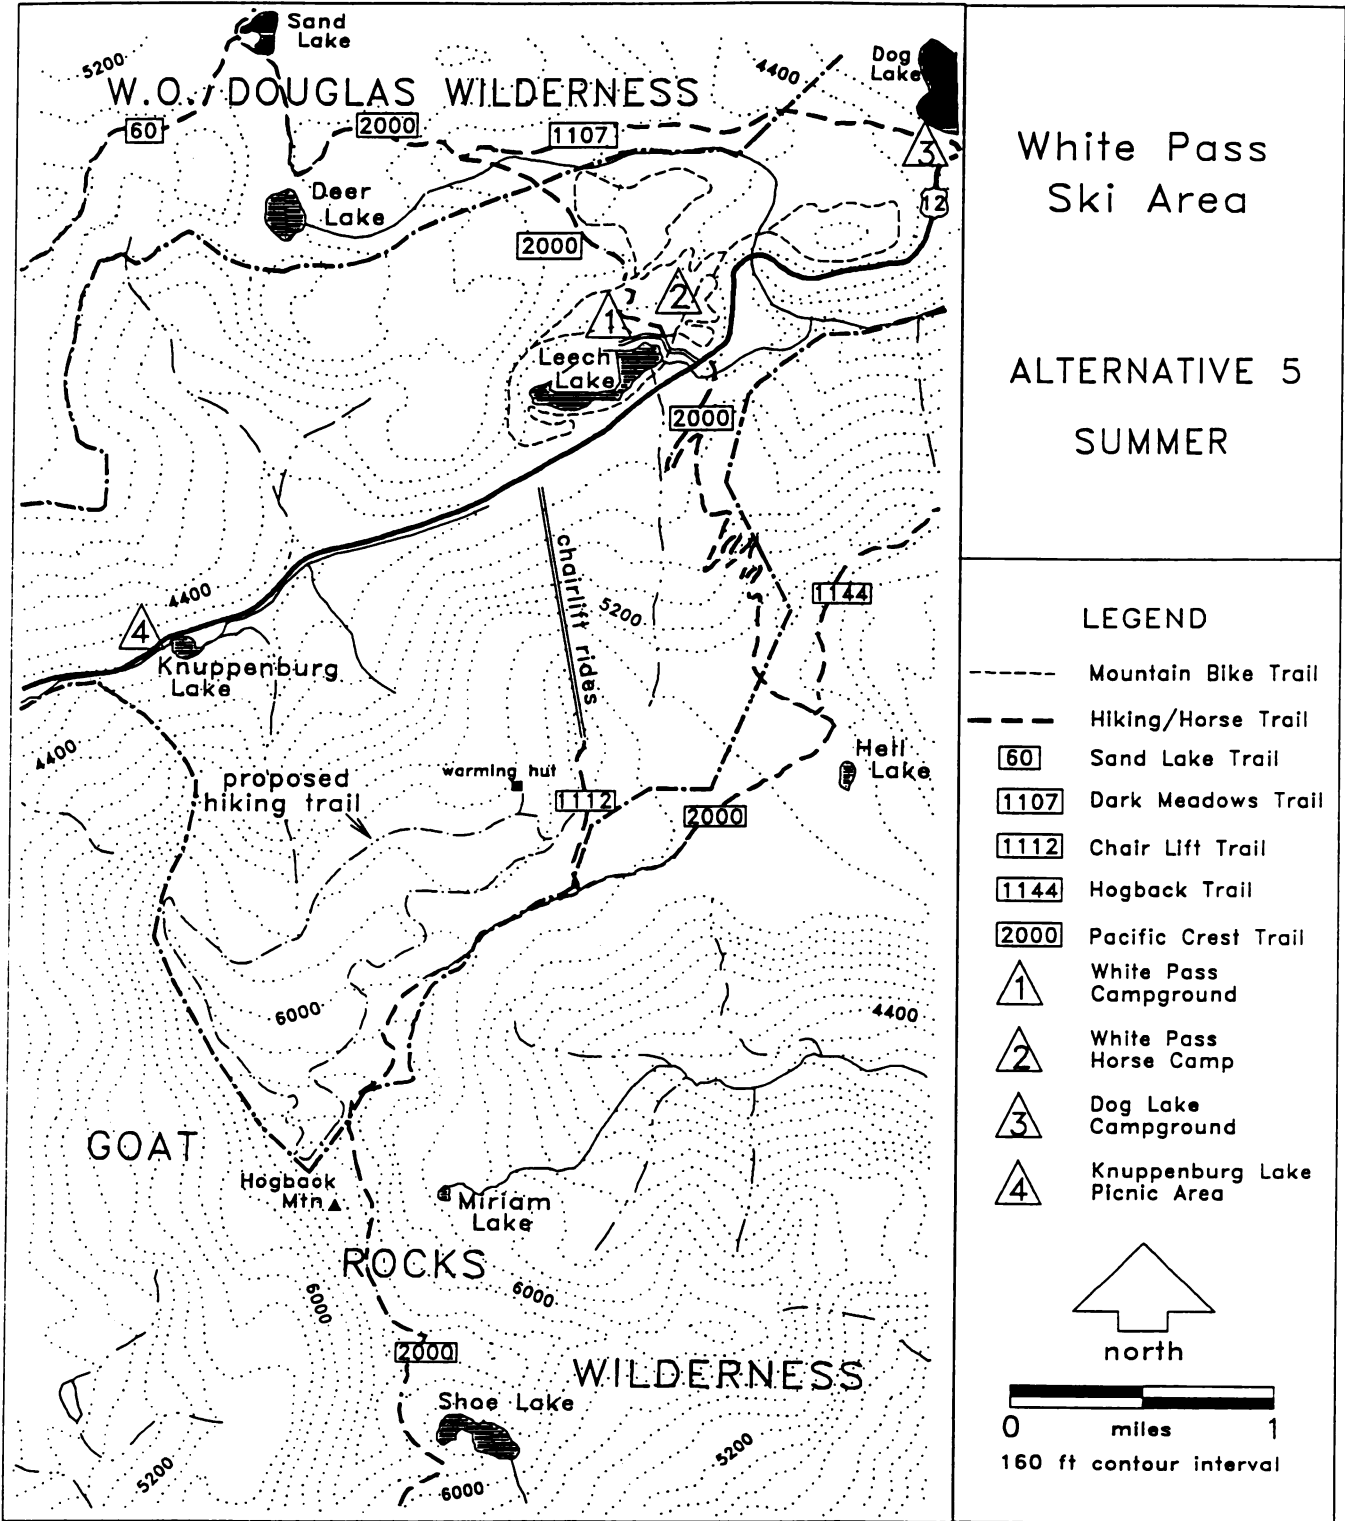 Sand
Lake
5200
W.O. DOUGLAS WILDERNESS
4400
Dog
Lake
60
2000
1107
3
Deer
Lake
12
2000
2
1
Leech
Lake
2000
chairlift rides
4400
5200
1144
4
Knuppenburg
Lake
4400
proposed
hiking trail
warming hut
Hell
Lake
1112
2000
6000
4400
GOAT
Hogback
Mtn
Miriam
Lake
ROCKS
6000
6000
2000
WILDERNESS
Shoe Lake
5200
5200
6000
White Pass
Ski Area
ALTERNATIVE 5
SUMMER
LEGEND
Mountain Bike Trail
Hiking/Horse Trail
60 Sand Lake Trail
1107 Dark Meadows Trail
1112 Chair Lift Trail
1144 Hogback Trail
2000 Pacific Crest Trail
1 White Pass
Campground
2 White Pass
Horse Camp
3 Dog Lake
Campground
4 Knuppenburg Lake
Picnic Area
north
0 miles 1
160 ft contour interval